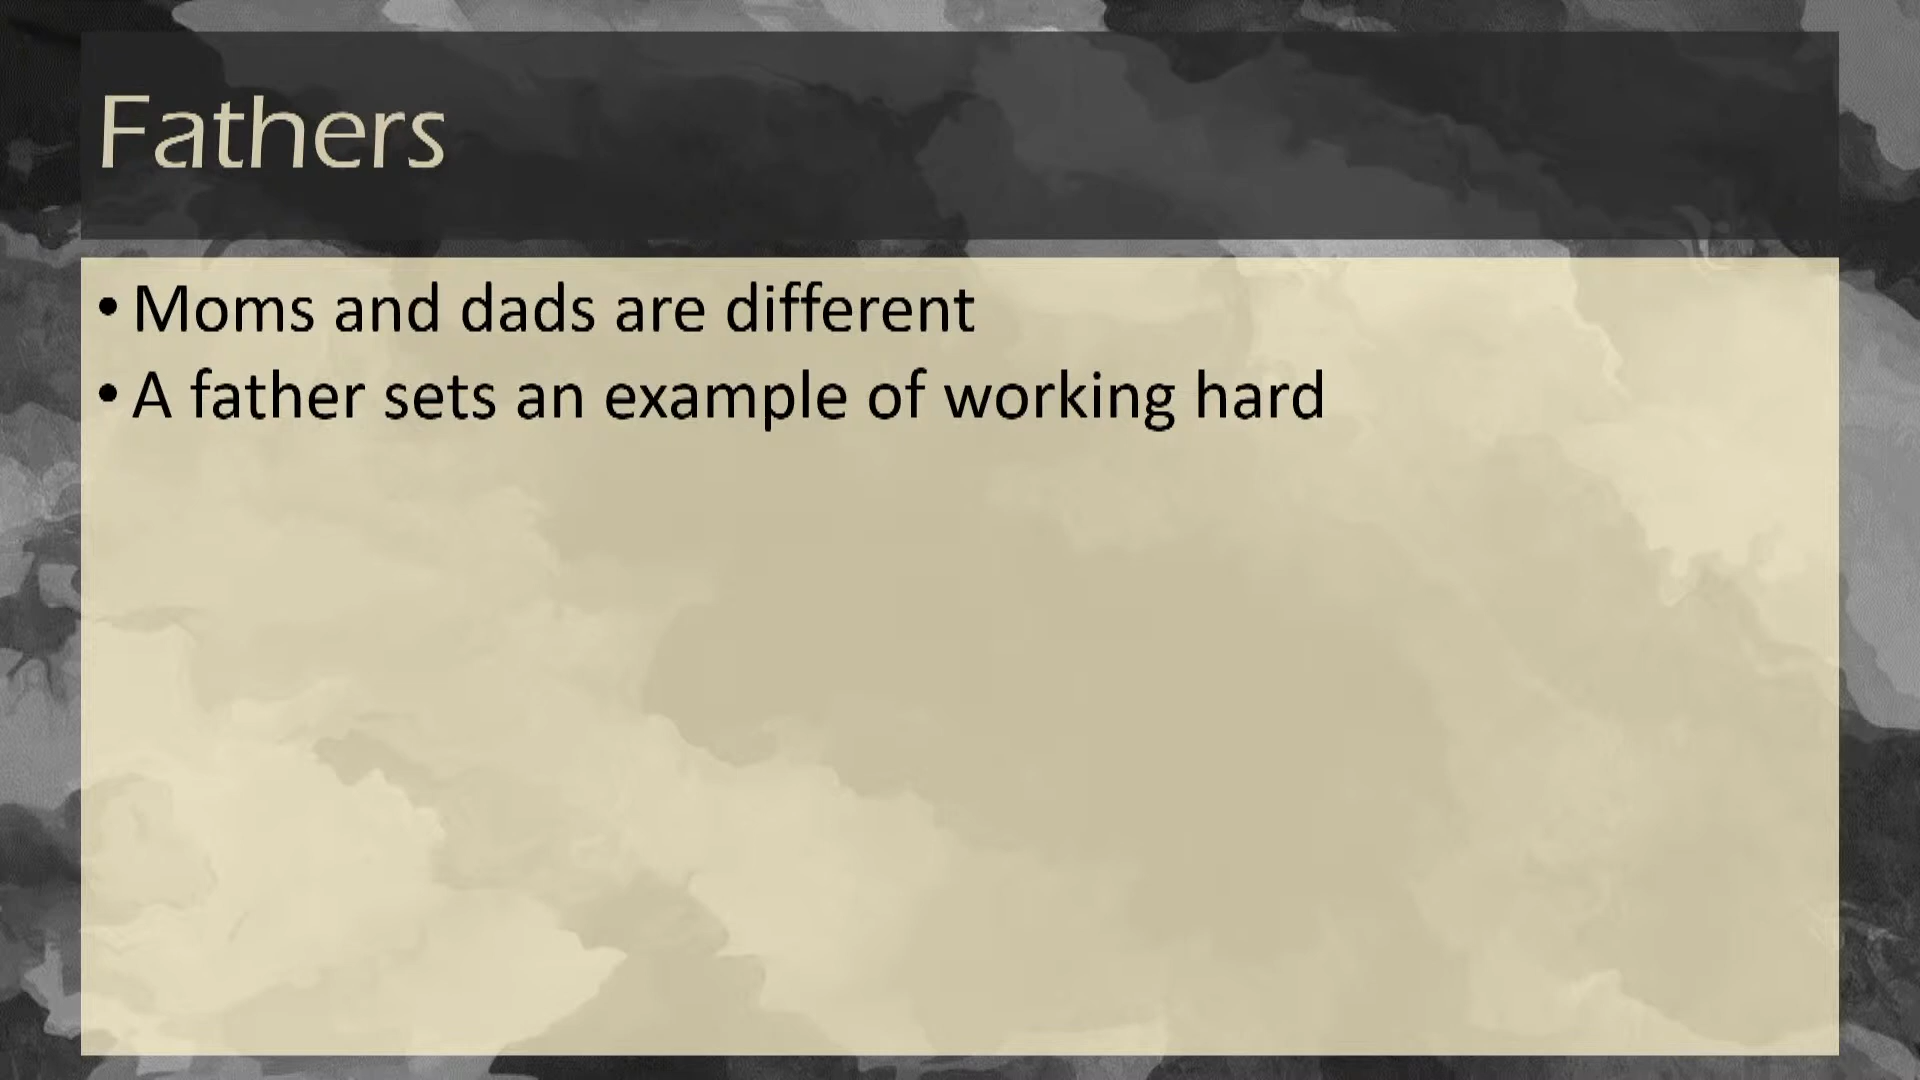 Fathers
• Moms and dads are different
• A father sets an example of working hard